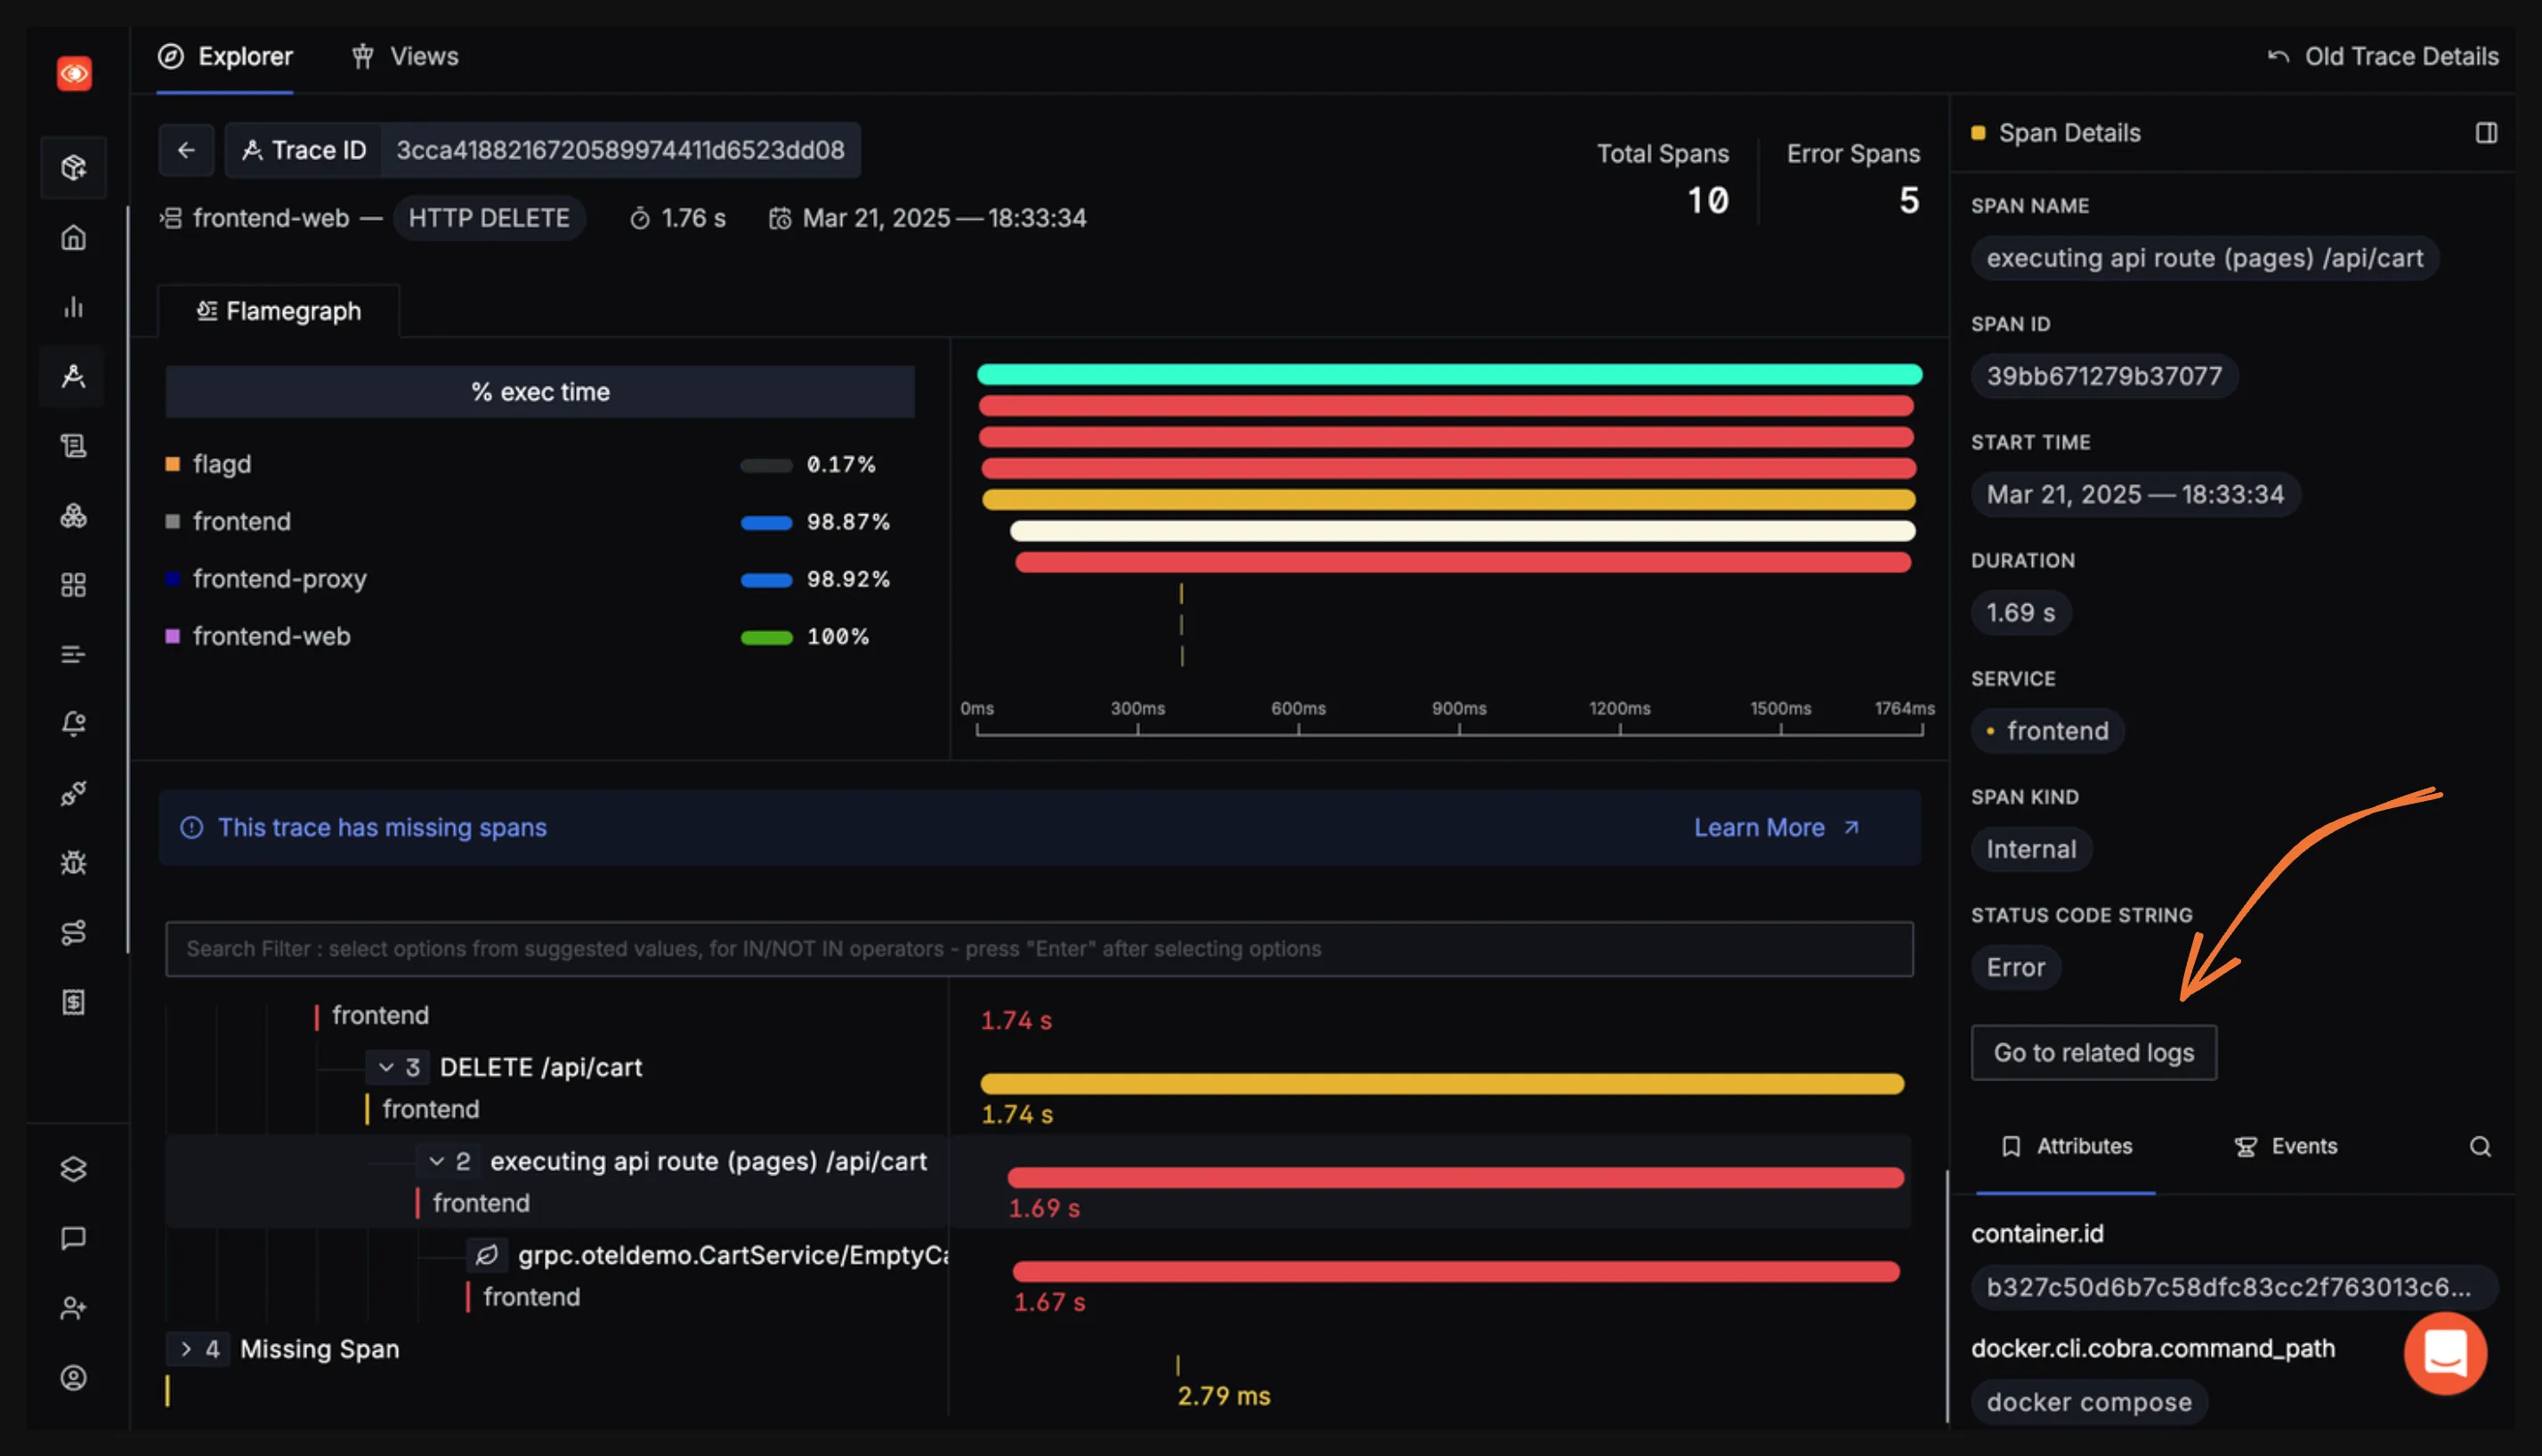 Explorer
Views
Old Trace Details
Trace ID
3cca4188216720589974411d6523dd08
frontend-web — HTTP DELETE
1.76 s
Mar 21, 2025 — 18:33:34
Total Spans
10
Error Spans
5
Flamegraph
% exec time
flagd 0.17%
frontend 98.87%
frontend-proxy 98.92%
frontend-web 100%
0ms 300ms 600ms 900ms 1200ms 1500ms 1764ms
This trace has missing spans
Learn More
Search Filter : select options from suggested values, for IN/NOT IN operators - press "Enter" after selecting options
frontend
1.74 s
3 DELETE /api/cart
frontend
1.74 s
2 executing api route (pages) /api/cart
frontend
1.69 s
grpc.oteldemo.CartService/EmptyCa
frontend
1.67 s
4 Missing Span
2.79 ms
Span Details
SPAN NAME
executing api route (pages) /api/cart
SPAN ID
39bb671279b37077
START TIME
Mar 21, 2025 — 18:33:34
DURATION
1.69 s
SERVICE
frontend
SPAN KIND
Internal
STATUS CODE STRING
Error
Go to related logs
Attributes
Events
container.id
b327c50d6b7c58dfc83cc2f763013c6...
docker.cli.cobra.command_path
docker compose